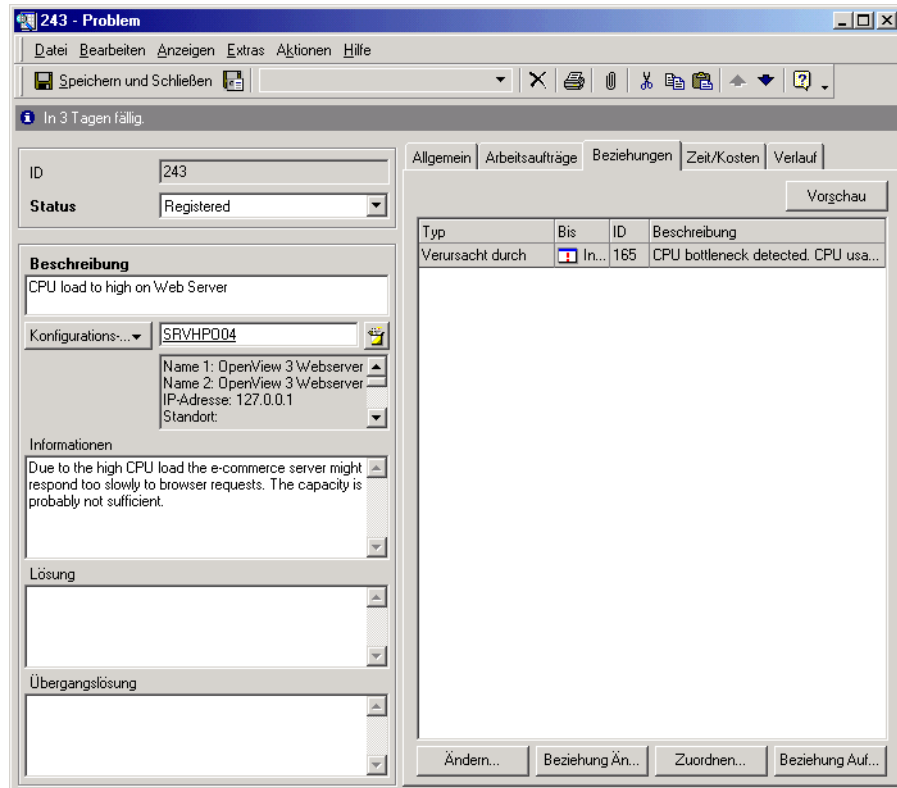 243 - Problem
Datei Bearbeiten Anzeigen Extras Aktionen Hilfe
Speichern und Schließen
In 3 Tagen fällig.
ID 243
Status Registered
Beschreibung
CPU load to high on Web Server
Konfigurations-... SRVHPO04
Name 1: OpenView 3 Webserver
Name 2: OpenView 3 Webserver
IP-Adresse: 127.0.0.1
Standort:
Informationen
Due to the high CPU load the e-commerce server might
respond too slowly to browser requests. The capacity is
probably not sufficient.
Lösung
Übergangslösung
Allgemein Arbeitsaufträge Beziehungen Zeit/Kosten Verlauf
Vorschau
Typ Bis ID Beschreibung
Verursacht durch In... 165 CPU bottleneck detected. CPU usa...
Ändern... Beziehung Än... Zuordnen... Beziehung Auf...